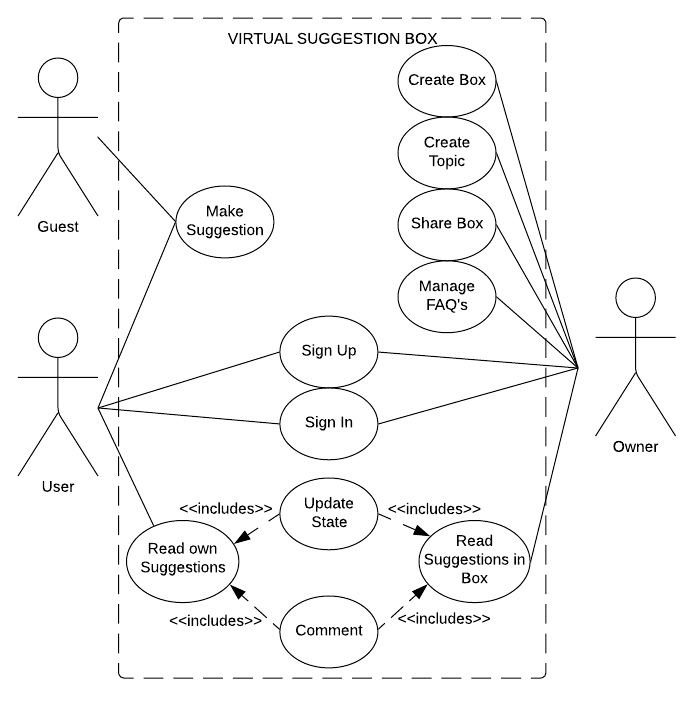 VIRTUAL SUGGESTION BOX
Create Box
Create
Topic
Share Box
Manage
FAQ's
Guest
Make
Suggestion
Sign Up
Sign In
User
Owner
<<includes>>
Update
State
<<includes>>
Read own
Suggestions
Read
Suggestions in
Box
<<includes>>
Comment
<<includes>>